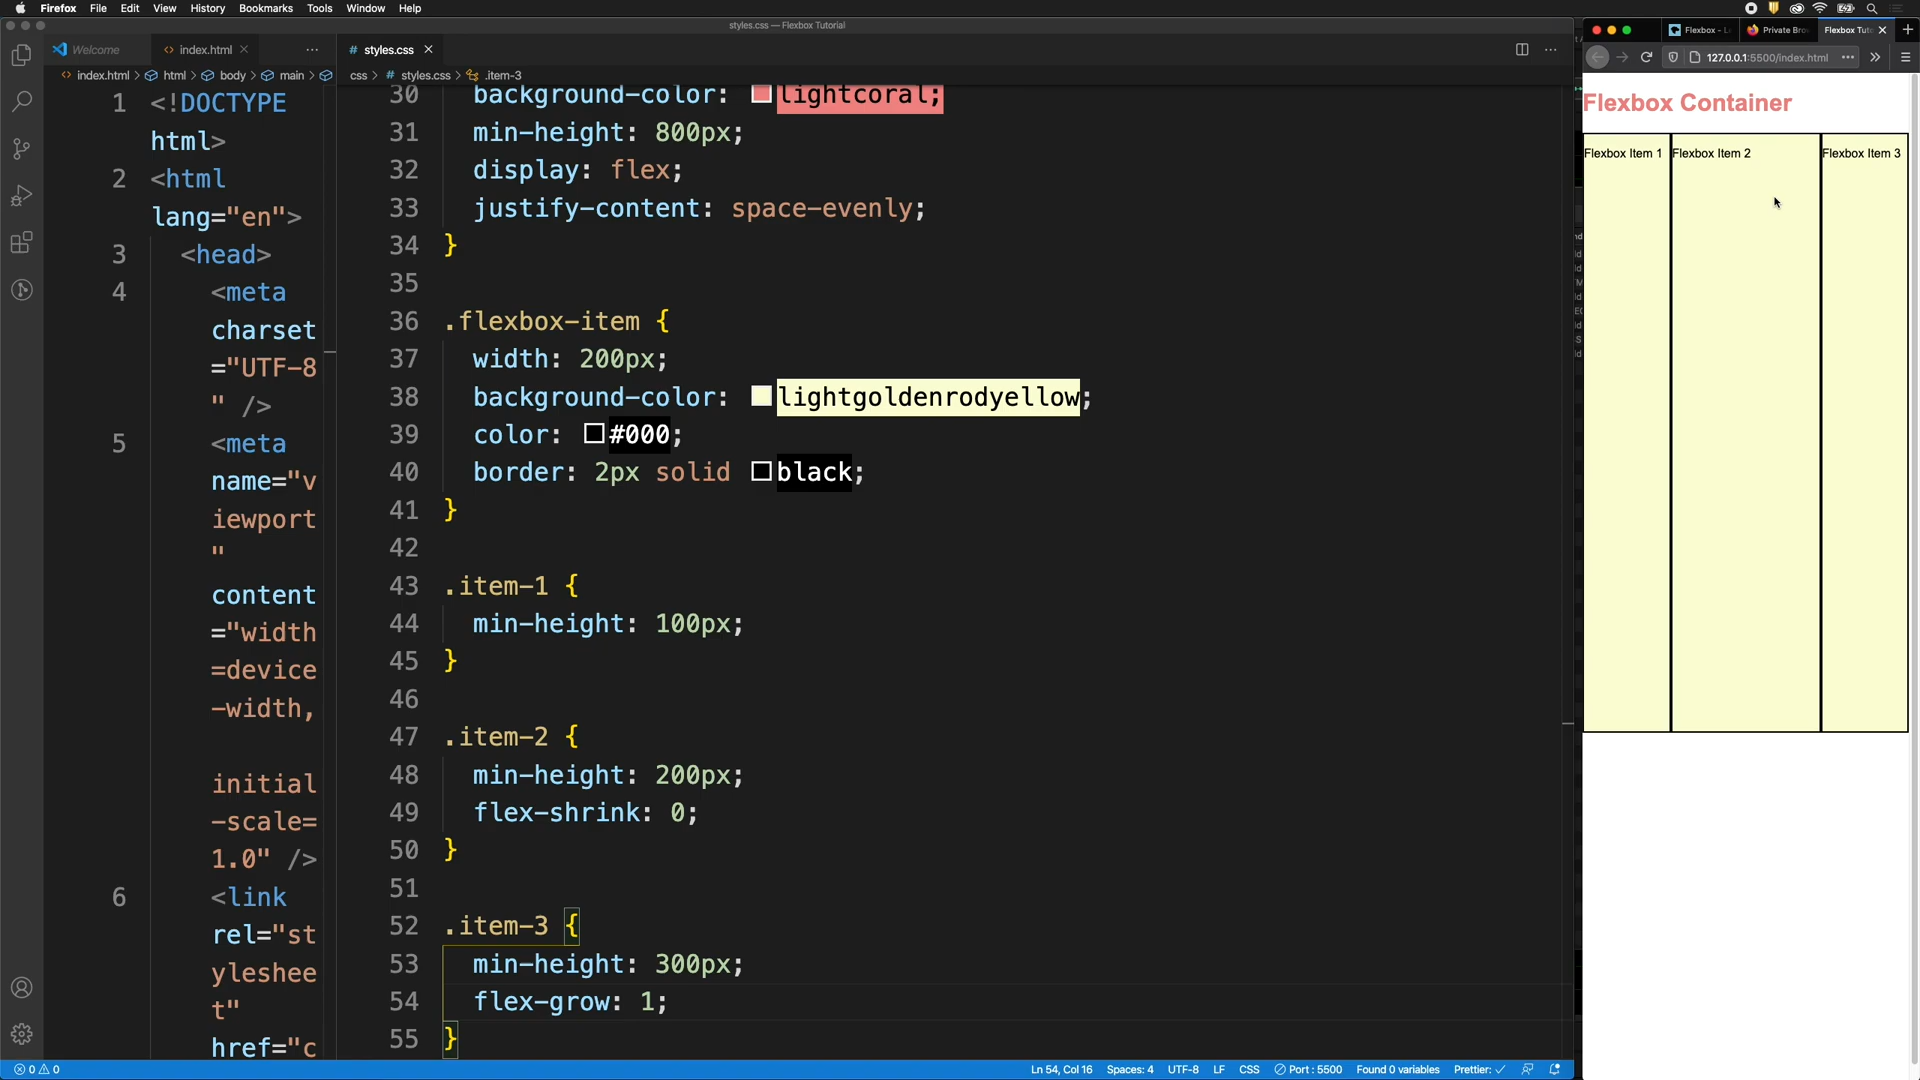 Firefox File Edit View History Bookmarks Tools Window Help
styles.css — Flexbox Tutorial
Welcome
index.html
styles.css
index.html > html > body > main >
css > # styles.css > .item-3
1 <!DOCTYPE
html>
2 <html
lang="en">
3 <head>
4 <meta
charset
="UTF-8
" />
5 <meta
name="v
iewport
"
content
="width
=device
-width,
initial
-scale=
1.0" />
6 <link
rel="st
yleshee
t"
href="c
30 background-color: lightcoral;
31 min-height: 800px;
32 display: flex;
33 justify-content: space-evenly;
34 }
35
36 .flexbox-item {
37 width: 200px;
38 background-color: lightgoldenrodyellow;
39 color: #000;
40 border: 2px solid black;
41 }
42
43 .item-1 {
44 min-height: 100px;
45 }
46
47 .item-2 {
48 min-height: 200px;
49 flex-shrink: 0;
50 }
51
52 .item-3 {
53 min-height: 300px;
54 flex-grow: 1;
55 }
0 0
Ln 54, Col 16 Spaces: 4 UTF-8 LF CSS Port : 5500 Found 0 variables Prettier: ✓
Flexbox - L
Private Bro
Flexbox Tuto
127.0.0.1:5500/index.html
Flexbox Container
Flexbox Item 1
Flexbox Item 2
Flexbox Item 3